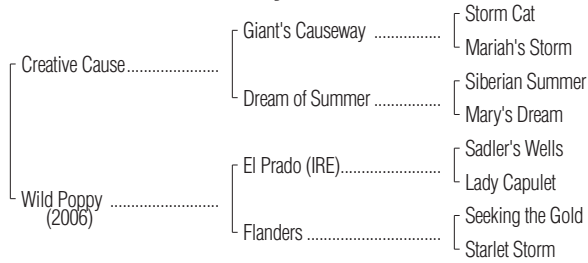 Storm Cat
Giant's Causeway ................
Mariah's Storm
Creative Cause......................
Siberian Summer
Dream of Summer ................
Mary's Dream
Sadler's Wells
El Prado (IRE)........................
Lady Capulet
Wild Poppy ..........................
(2006)
Seeking the Gold
Flanders ................................
Starlet Storm